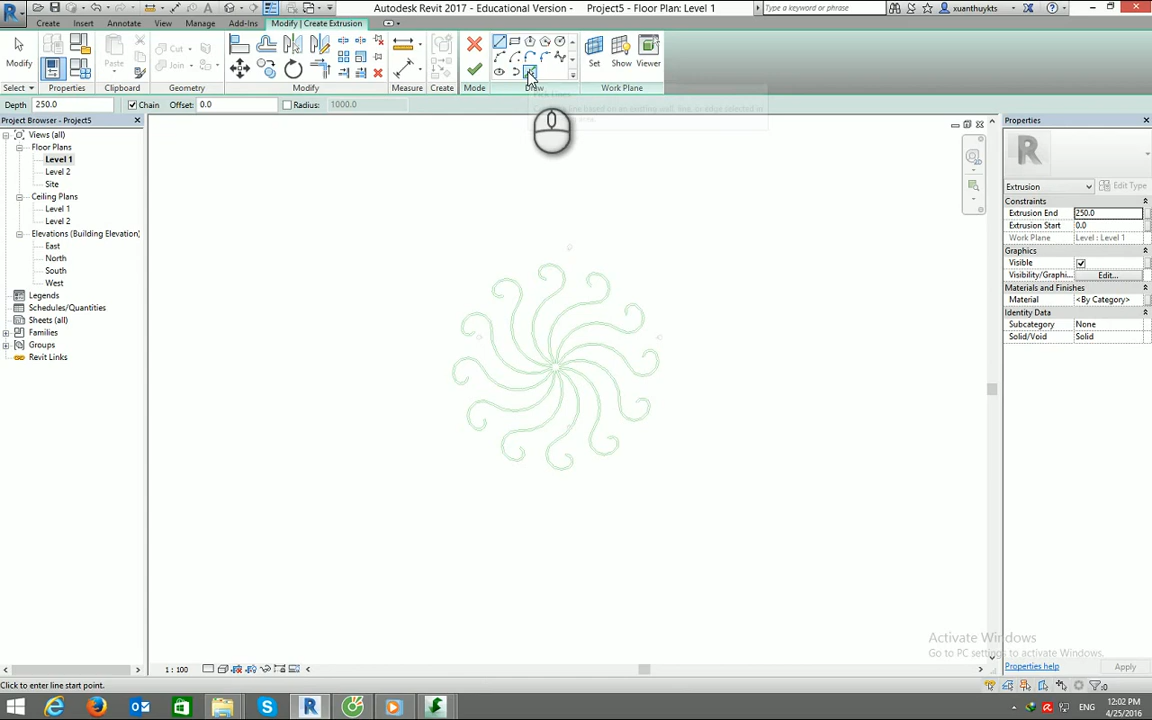 Autodesk Revit 2017 - Educational Version -    Project5 - Floor Plan: Level 1
Type a keyword or phrase
xuanthuykts
Create
Insert
Annotate
View
Manage
Add-Ins
Modify | Create Extrusion
Modify
Cut
Join
Paste
Set
Show
Viewer
Select
Properties
Clipboard
Geometry
Modify
Measure
Create
Mode
Draw
Work Plane
Depth 250.0
Chain
Offset: 0.0
Radius: 1000.0
Project Browser - Project5
Views (all)
Floor Plans
Level 1
Level 2
Site
Ceiling Plans
Level 1
Level 2
Elevations (Building Elevation)
East
North
South
West
Legends
Schedules/Quantities
Sheets (all)
Families
Groups
Revit Links
Properties
Extrusion
Edit Type
Constraints
Extrusion End 250.0
Extrusion Start 0.0
Work Plane Level : Level 1
Graphics
Visible
Visibility/Graphi... Edit...
Materials and Finishes
Material <By Category>
Identity Data
Subcategory None
Solid/Void Solid
Activate Windows
Go to PC settings to activate Windows.
Properties help
Apply
1 : 100
Click to enter line start point.
:0
ENG
12:02 PM
4/25/2016